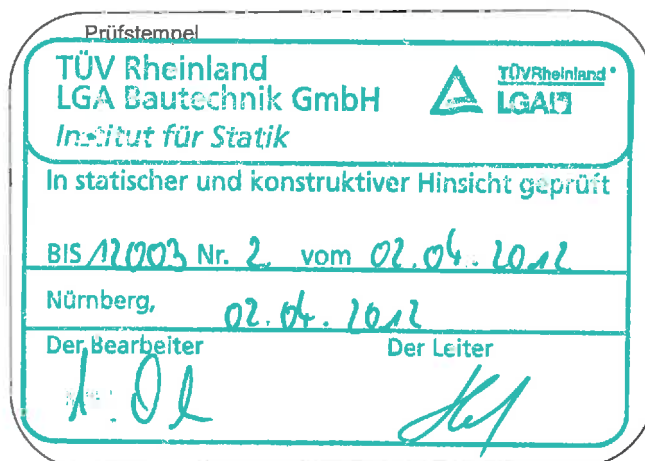 Prüfstempel
TÜV Rheinland
LGA Bautechnik GmbH
Institut für Statik
TÜVRheinland
LGA
In statischer und konstruktiver Hinsicht geprüft
BIS 12003 Nr. 2 vom 02.04.2012
Nürnberg, 02.04.2012
Der Bearbeiter Der Leiter